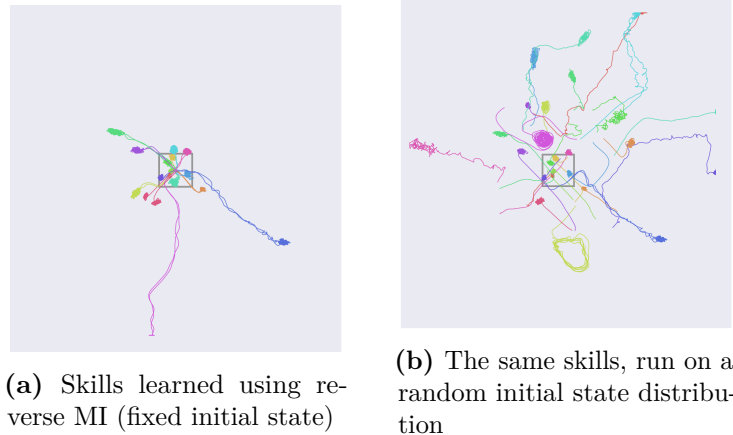 (a) Skills learned using re-
verse MI (fixed initial state)
(b) The same skills, run on a
random initial state distribu-
tion